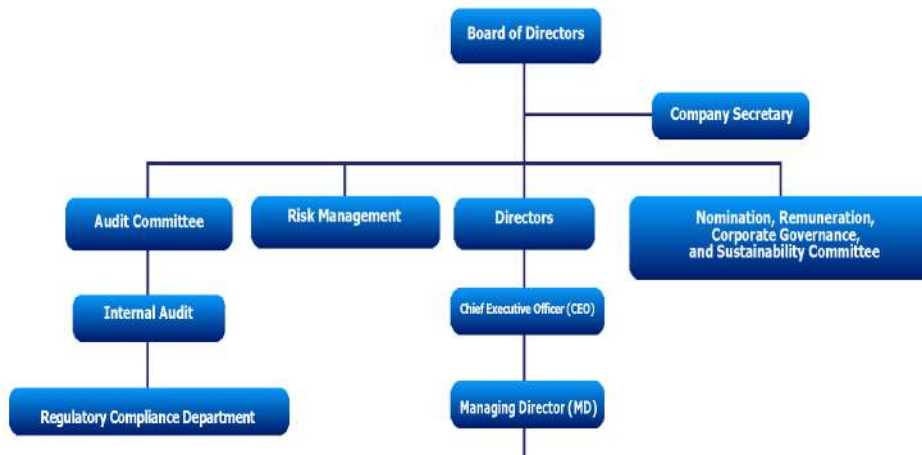 Board of Directors
Company Secretary
Audit Committee
Risk Management
Directors
Nomination, Remuneration,
Corporate Governance,
and Sustainability Committee
Internal Audit
Chief Executive Officer (CEO)
Regulatory Compliance Department
Managing Director (MD)